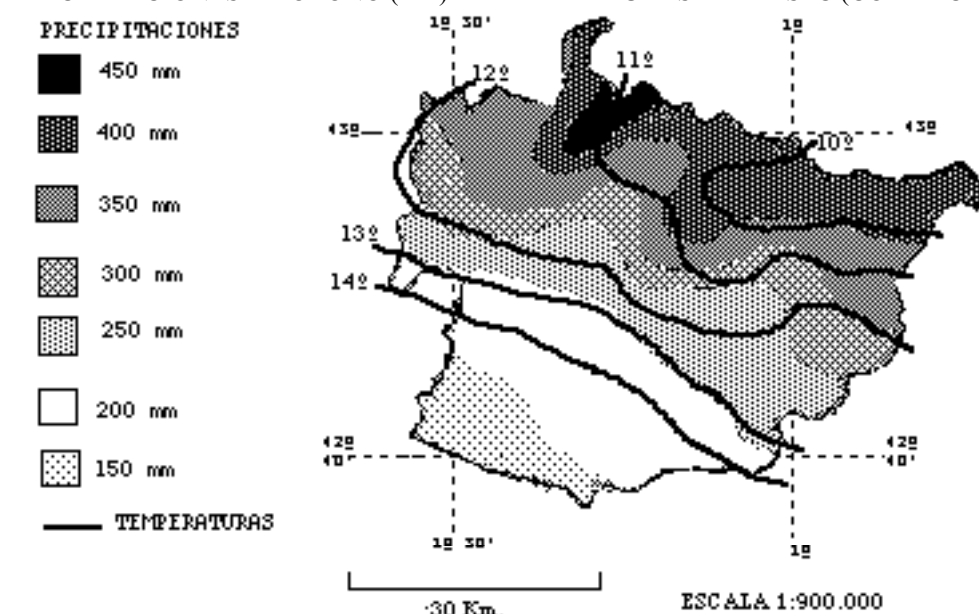 PRECIPITACIONES
450 mm
400 mm
350 mm
300 mm
250 mm
200 mm
150 mm
TEMPERATURAS
1º 30'
1º
12º
11º
43º
43º
10º
13º
14º
42º
40'
42º
40'
1º 30'
1º
30 Km.
ESCALA 1:900.000